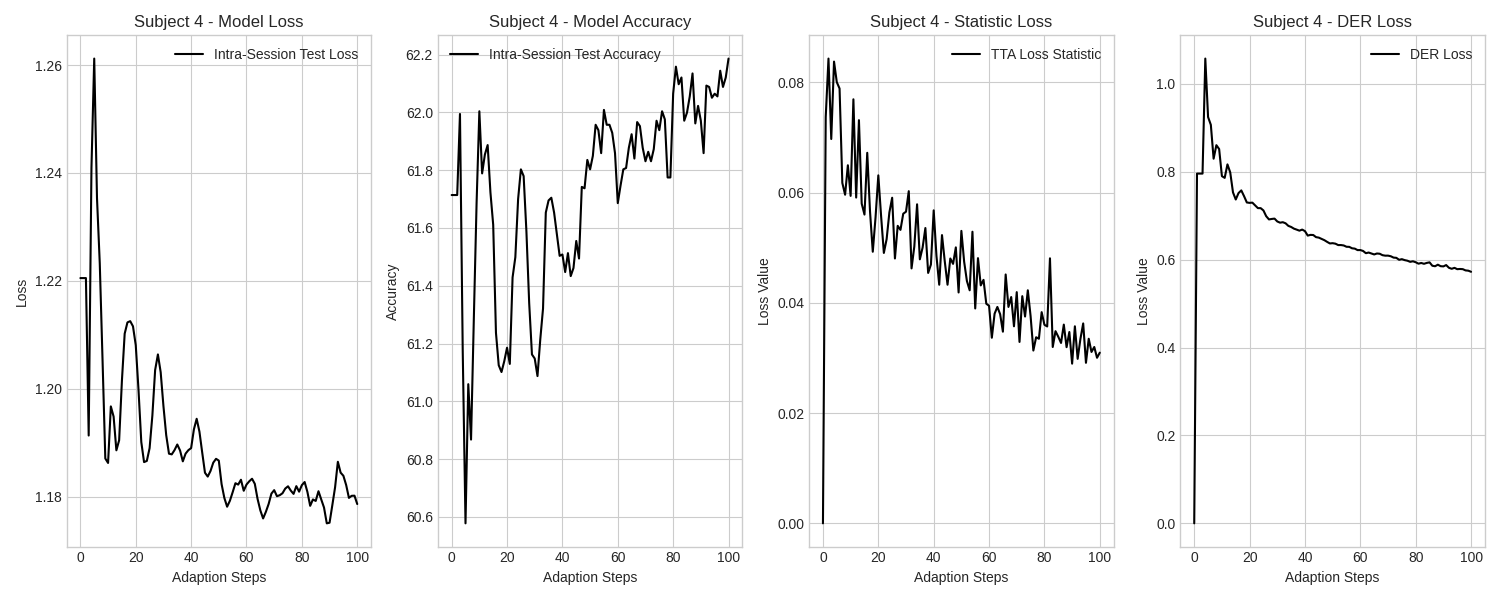 Subject 4 - Model Loss
Intra-Session Test Loss
1.26
1.24
1.22
1.20
1.18
Loss
0 20 40 60 80 100
Adaption Steps
Subject 4 - Model Accuracy
Intra-Session Test Accuracy
62.2
62.0
61.8
61.6
61.4
61.2
61.0
60.8
60.6
Accuracy
0 20 40 60 80 100
Adaption Steps
Subject 4 - Statistic Loss
TTA Loss Statistic
0.08
0.06
0.04
0.02
0.00
Loss Value
0 20 40 60 80 100
Adaption Steps
Subject 4 - DER Loss
DER Loss
1.0
0.8
0.6
0.4
0.2
0.0
Loss Value
0 20 40 60 80 100
Adaption Steps